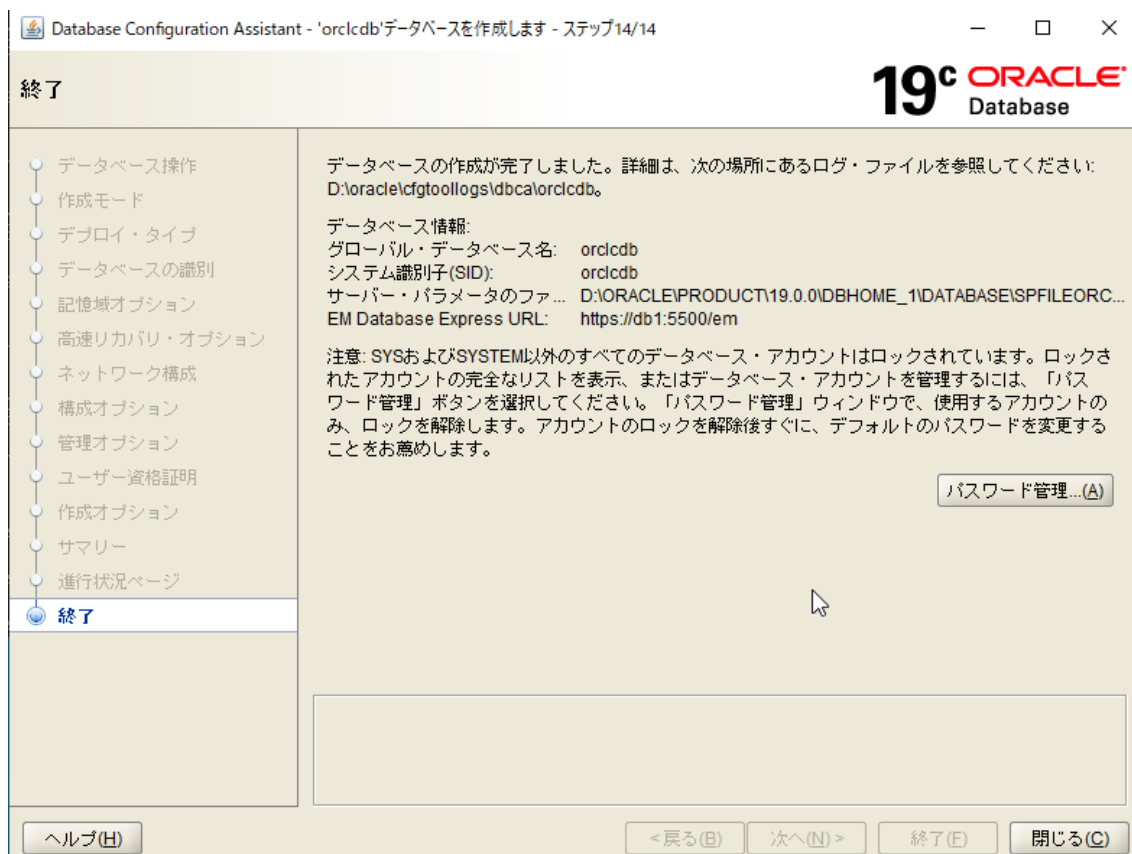 Database Configuration Assistant - 'orclcdb'データベースを作成します - ステップ14/14
終了
19c ORACLE
Database
データベース操作
作成モード
デプロイ・タイプ
データベースの識別
記憶域オプション
高速リカバリ・オプション
ネットワーク構成
構成オプション
管理オプション
ユーザー資格証明
作成オプション
サマリー
進行状況ページ
終了
データベースの作成が完了しました。詳細は、次の場所にあるログ・ファイルを参照してください:
D:\oracle\cfgtoollogs\dbca\orclcdb。
データベース情報:
グローバル・データベース名: orclcdb
システム識別子(SID): orclcdb
サーバー・パラメータのファ... D:\ORACLE\PRODUCT\19.0.0\DBHOME_1\DATABASE\SPFILEORC...
EM Database Express URL: https://db1:5500/em
注意: SYSおよびSYSTEM以外のすべてのデータベース・アカウントはロックされています。ロックさ
れたアカウントの完全なリストを表示、またはデータベース・アカウントを管理するには、「パス
ワード管理」ボタンを選択してください。「パスワード管理」ウィンドウで、使用するアカウントの
み、ロックを解除します。アカウントのロックを解除後すぐに、デフォルトのパスワードを変更する
ことをお薦めします。
パスワード管理...(A)
ヘルプ(H)
<戻る(B)
次へ(N)>
終了(F)
閉じる(C)